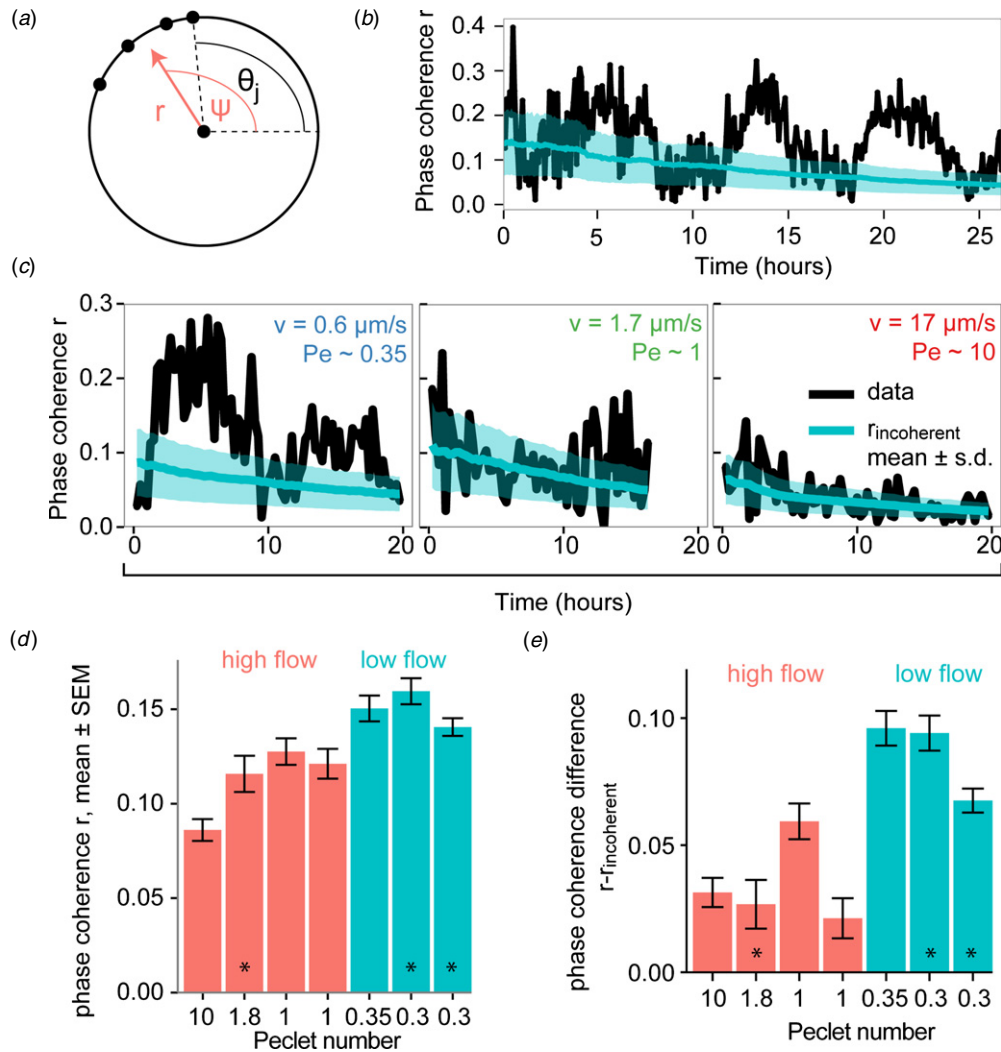 (a)
r
Ψ
θj
(b)
Phase coherence r
0.4
0.3
0.2
0.1
0.0
0 5 10 15 20 25
Time (hours)
(c)
Phase coherence r
0.3
0.2
0.1
0.0
v = 0.6 µm/s
Pe ~ 0.35
0 10 20
v = 1.7 µm/s
Pe ~ 1
0 10 20
v = 17 µm/s
Pe ~ 10
data
rincoherent
mean ± s.d.
0 10 20
Time (hours)
(d)
phase coherence r, mean ± SEM
high flow low flow
0.15
0.10
0.05
0.00
* * *
10 1.8 1 1 0.35 0.3 0.3
Peclet number
(e)
phase coherence difference
r-rincoherent
high flow low flow
0.10
0.05
0.00
* * *
10 1.8 1 1 0.35 0.3 0.3
Peclet number